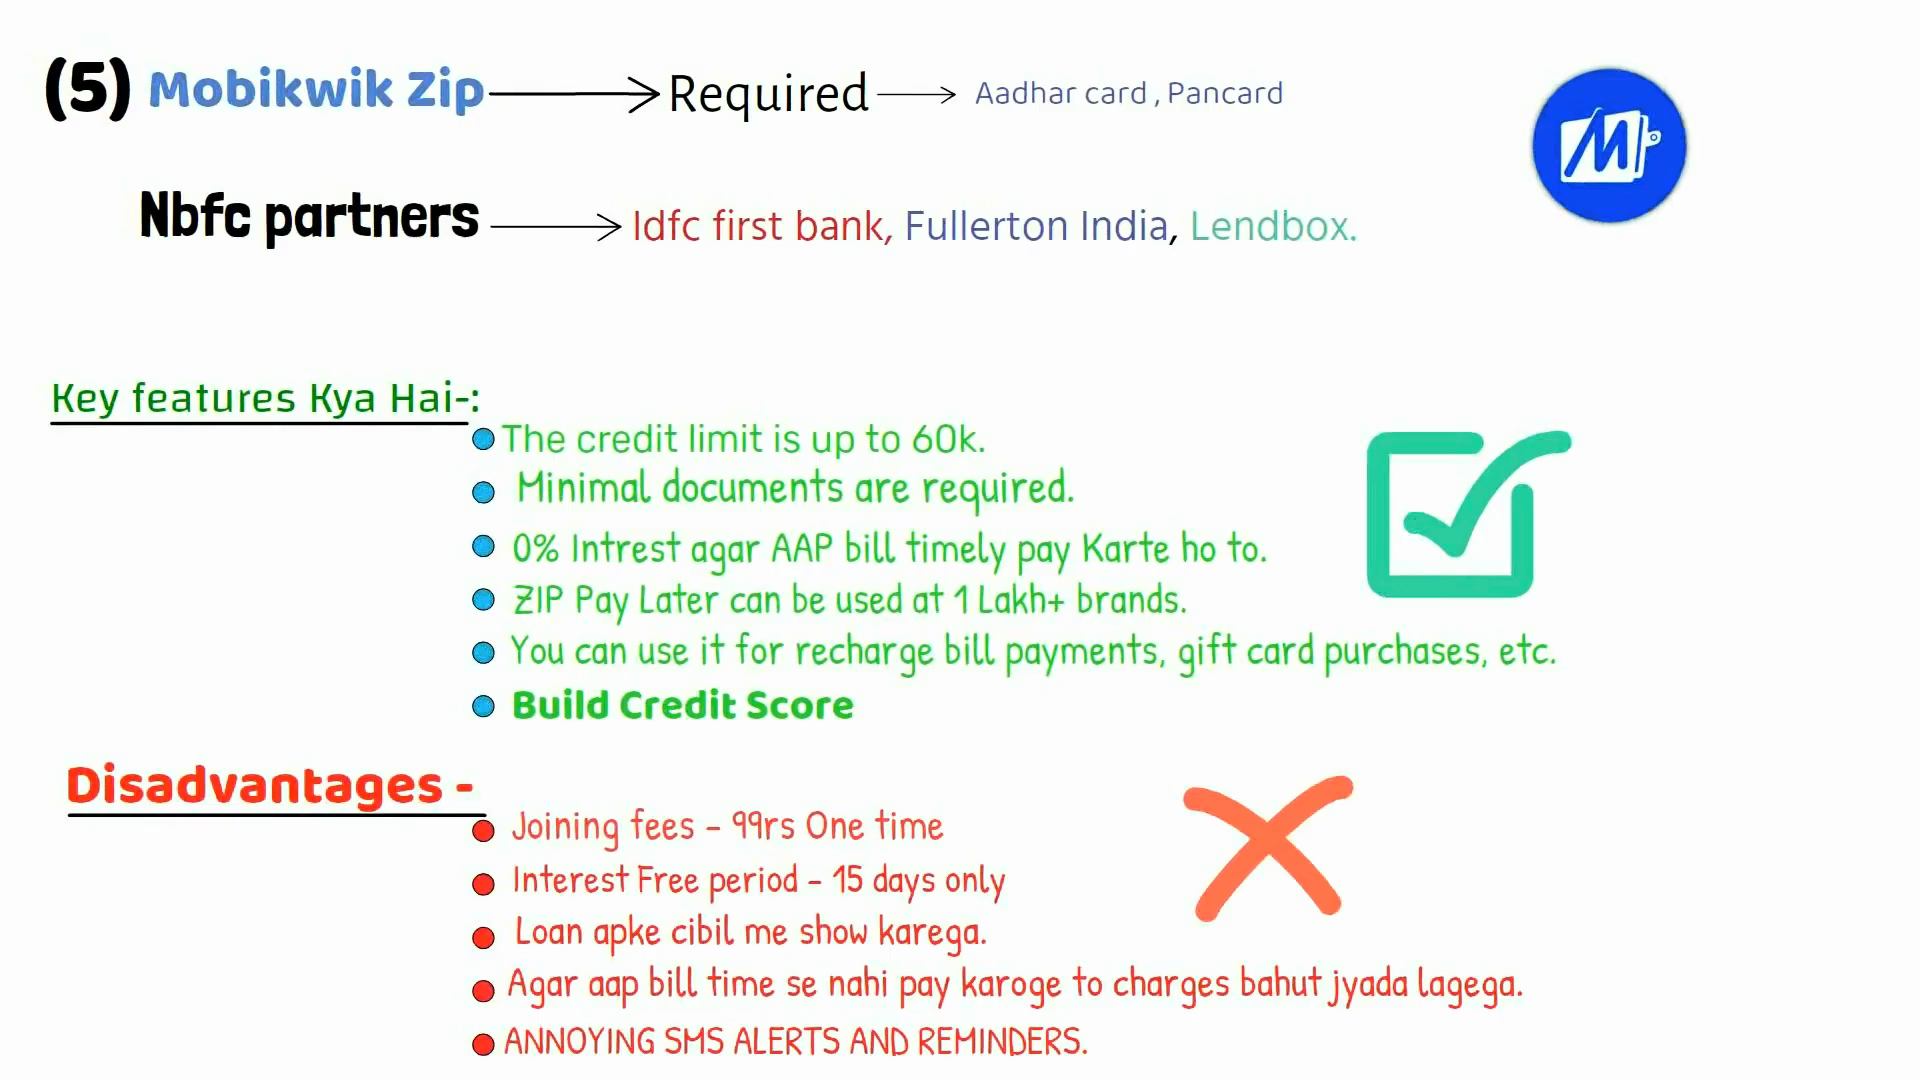 (5) Mobikwik Zip Required Aadhar card , Pancard
M
Nbfc partners Idfc first bank, Fullerton India, Lendbox.
Key features Kya Hai-:
The credit limit is up to 60k.
Minimal documents are required.
0% Intrest agar AAP bill timely pay Karte ho to.
ZIP Pay Later can be used at 1 Lakh+ brands.
You can use it for recharge bill payments, gift card purchases, etc.
Build Credit Score
Disadvantages -
Joining fees - 99rs One time
Interest Free period - 15 days only
Loan apke cibil me show karega.
Agar aap bill time se nahi pay karoge to charges bahut jyada lagega.
ANNOYING SMS ALERTS AND REMINDERS.